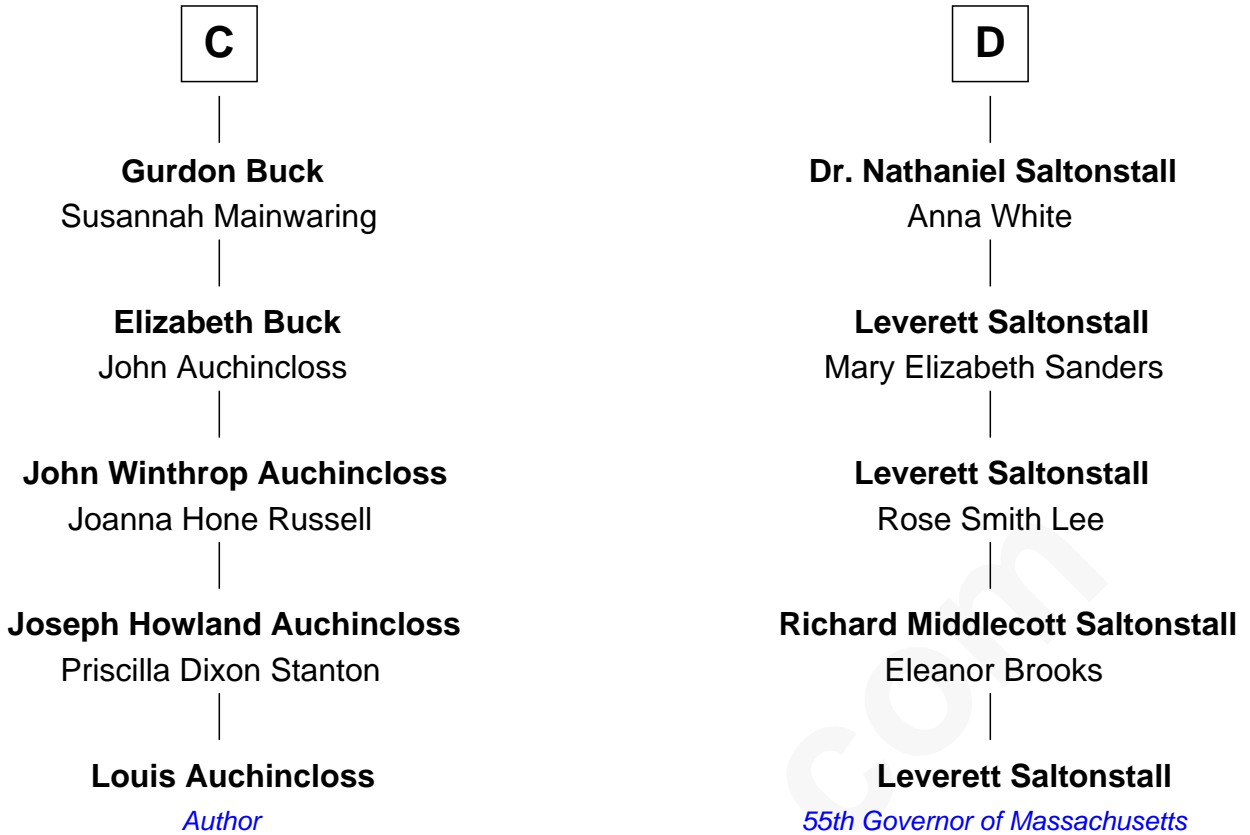 C
Gurdon Buck
Susannah Mainwaring
Elizabeth Buck
John Auchincloss
John Winthrop Auchincloss
Joanna Hone Russell
Joseph Howland Auchincloss
Priscilla Dixon Stanton
Louis Auchincloss
Author
D
Dr. Nathaniel Saltonstall
Anna White
Leverett Saltonstall
Mary Elizabeth Sanders
Leverett Saltonstall
Rose Smith Lee
Richard Middlecott Saltonstall
Eleanor Brooks
Leverett Saltonstall
55th Governor of Massachusetts
com